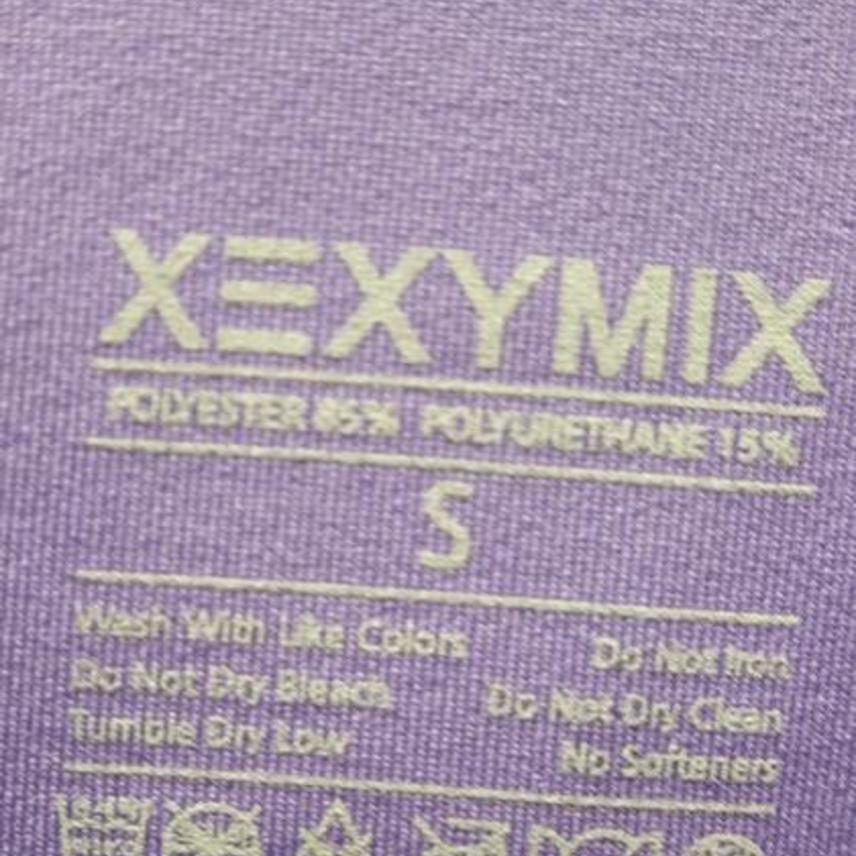 XEXYMIX
POLYESTER 85% POLYURETHANE 15%
S
Wash With Like Colors
Do Not Dry Bleach
Tumble Dry Low
Do Not Iron
Do Not Dry Clean
No Softeners